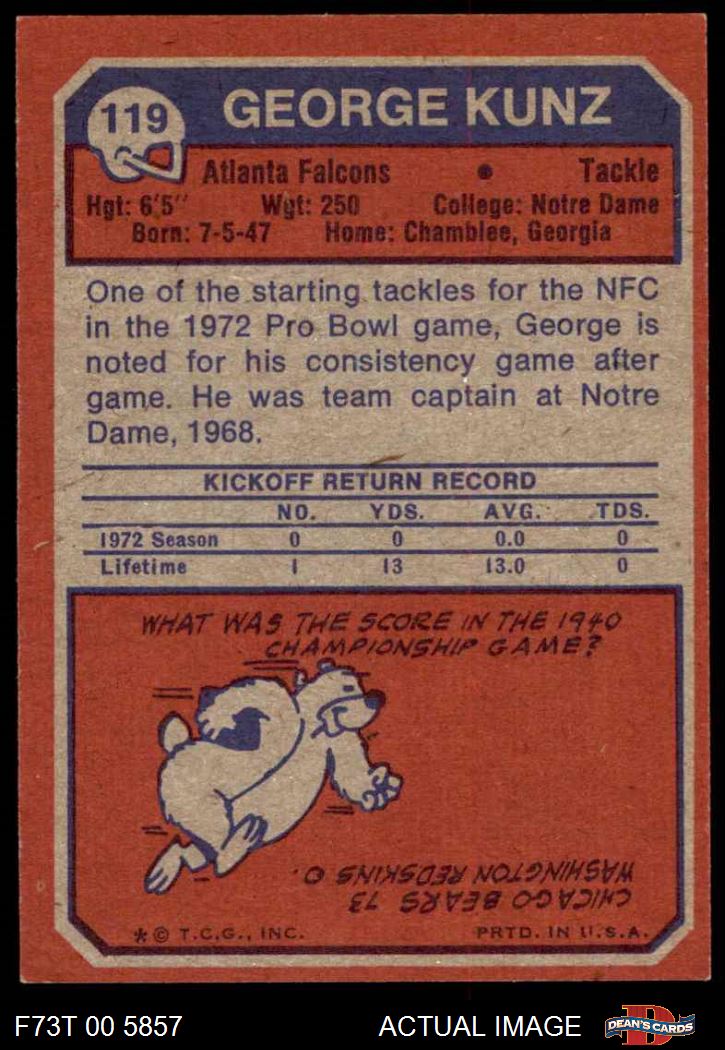 119 GEORGE KUNZ
Atlanta Falcons • Tackle
Hgt: 6'5" Wgt: 250 College: Notre Dame
Born: 7-5-47 Home: Chamblee, Georgia
One of the starting tackles for the NFC
in the 1972 Pro Bowl game, George is
noted for his consistency game after
game. He was team captain at Notre
Dame, 1968.
KICKOFF RETURN RECORD
NO. YDS. AVG. TDS.
1972 Season 0 0 0.0 0
Lifetime 1 13 13.0 0
WHAT WAS THE SCORE IN THE 1940
CHAMPIONSHIP GAME?
CHICAGO BEARS 73
WASHINGTON REDSKINS 0.
* © T.C.G., INC. PRTD. IN U.S.A.
F73T 00 5857 ACTUAL IMAGE
D
DEAN'S CARDS